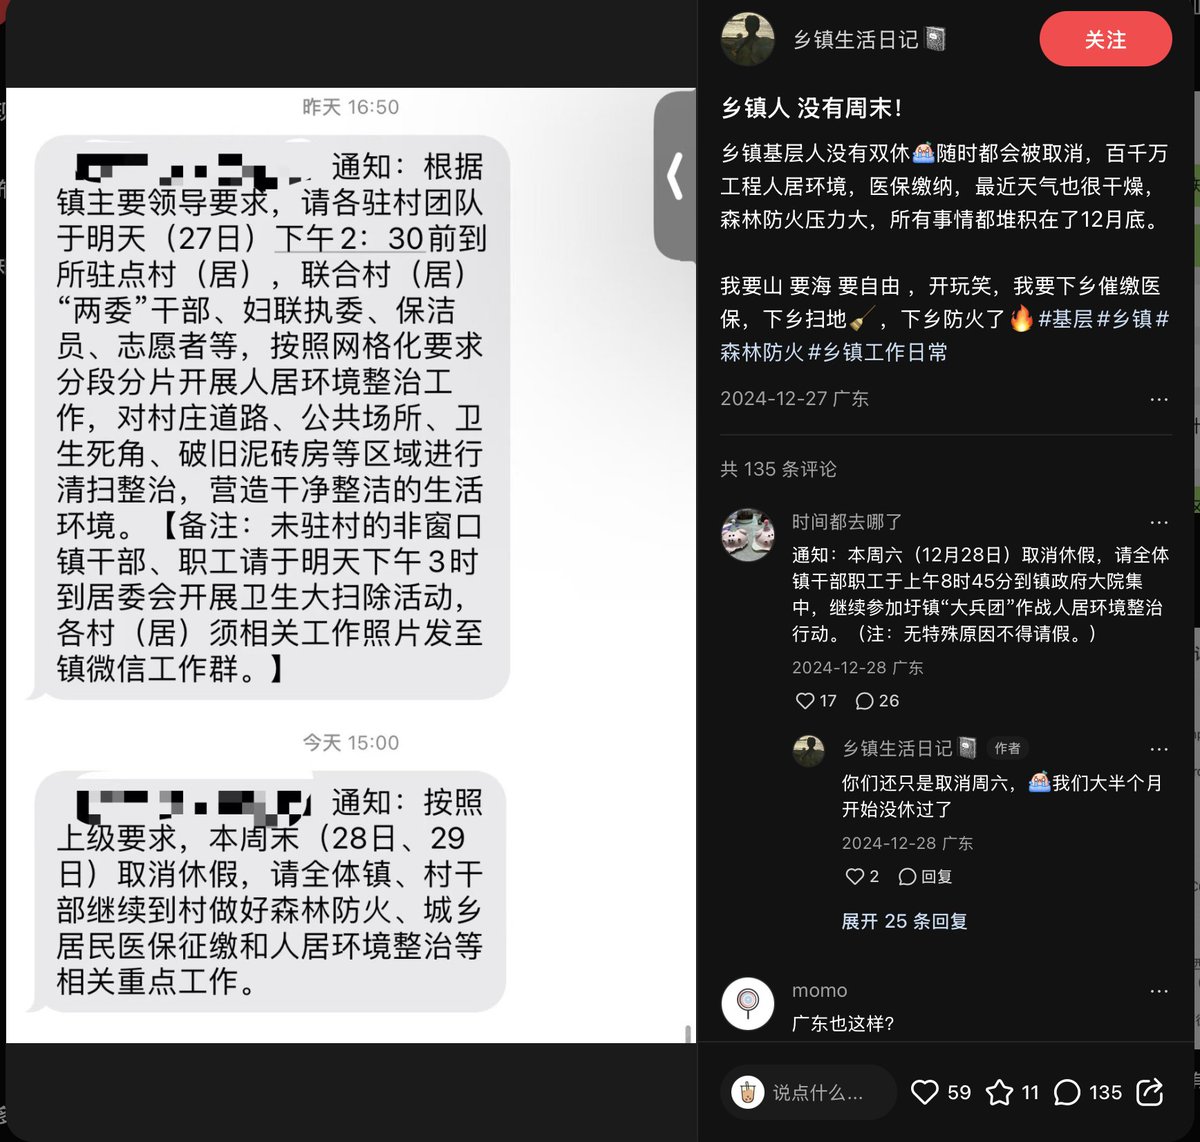 昨天 16:50
通知：根据
镇主要领导要求，请各驻村团队
于明天（27日）下午2：30前到
所驻点村（居），联合村（居）
“两委”干部、妇联执委、保洁
员、志愿者等，按照网格化要求
分段分片开展人居环境整治工
作，对村庄道路、公共场所、卫
生死角、破旧泥砖房等区域进行
清扫整治，营造干净整洁的生活
环境。【备注：未驻村的非窗口
镇干部、职工请于明天下午3时
到居委会开展卫生大扫除活动，
各村（居）须相关工作照片发至
镇微信工作群。】
今天 15:00
通知：按照
上级要求，本周末（28日、29
日）取消休假，请全体镇、村干
部继续到村做好森林防火、城乡
居民医保征缴和人居环境整治等
相关重点工作。
乡镇生活日记
关注
乡镇人 没有周末！
乡镇基层人没有双休随时都会被取消，百千万
工程人居环境，医保缴纳，最近天气也很干燥，
森林防火压力大，所有事情都堆积在了12月底。
我要山 要海 要自由 ，开玩笑，我要下乡催缴医
保，下乡扫地🧹，下乡防火了🔥#基层 #乡镇 #
森林防火 #乡镇工作日常
2024-12-27 广东
共 135 条评论
时间都去哪了
通知：本周六（12月28日）取消休假，请全体
镇干部职工于上午8时45分到镇政府大院集
中，继续参加圩镇“大兵团”作战人居环境整治
行动。（注：无特殊原因不得请假。）
2024-12-28 广东
17 26
乡镇生活日记 作者
你们还只是取消周六，我们大半个月
开始没休过了
2024-12-28 广东
2 回复
展开 25 条回复
momo
广东也这样?
说点什么... 59 11 135